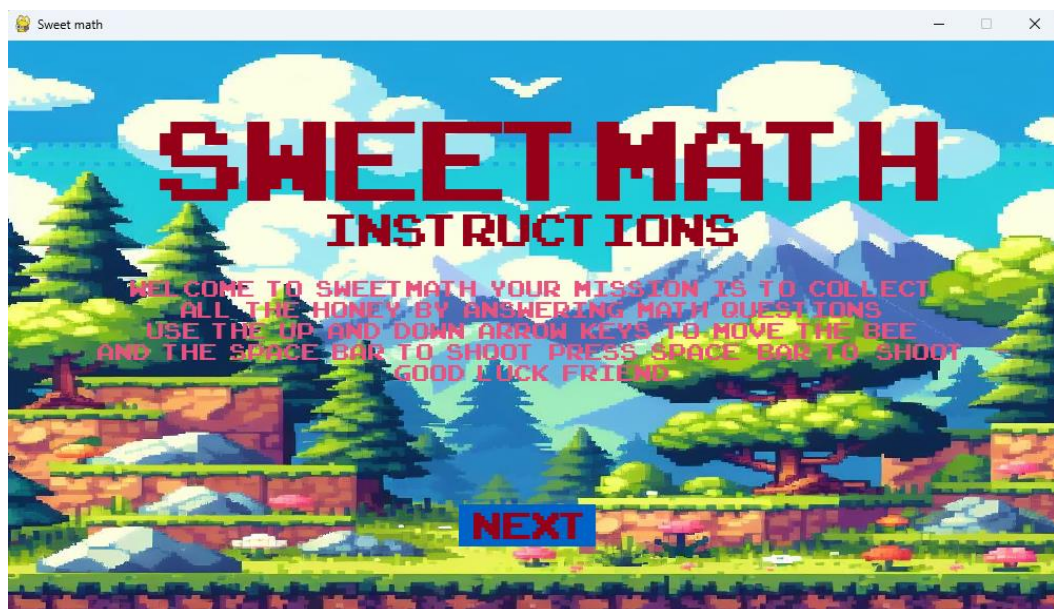 Sweet math
SWEET MATH
INSTRUCTIONS
WELCOME TO SWEETMATH YOUR MISSION IS TO COLLECT
ALL THE HONEY BY ANSWERING MATH QUESTIONS
USE THE UP AND DOWN ARROW KEYS TO MOVE THE BEE
AND THE SPACE BAR TO SHOOT PRESS SPACE BAR TO SHOOT
GOOD LUCK FRIEND
NEXT